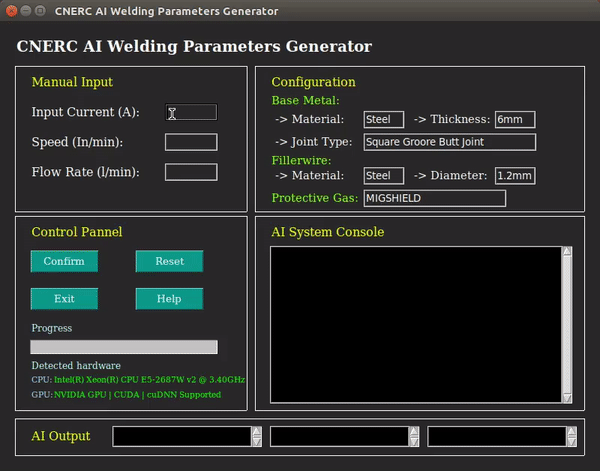 CNERC AI Welding Parameters Generator
CNERC AI Welding Parameters Generator
Manual Input
Input Current (A):
Speed (In/min):
Flow Rate (l/min):
Configuration
Base Metal:
-> Material: Steel -> Thickness: 6mm
-> Joint Type: Square Groore Butt Joint
Fillerwire:
-> Material: Steel -> Diameter: 1.2mm
Protective Gas: MIGSHIELD
Control Pannel
Confirm Reset
Exit Help
Progress
Detected hardware
CPU: Intel(R) Xeon(R) CPU E5-2687W v2 @ 3.40GHz
GPU: NVIDIA GPU | CUDA | cuDNN Supported
AI System Console
AI Output